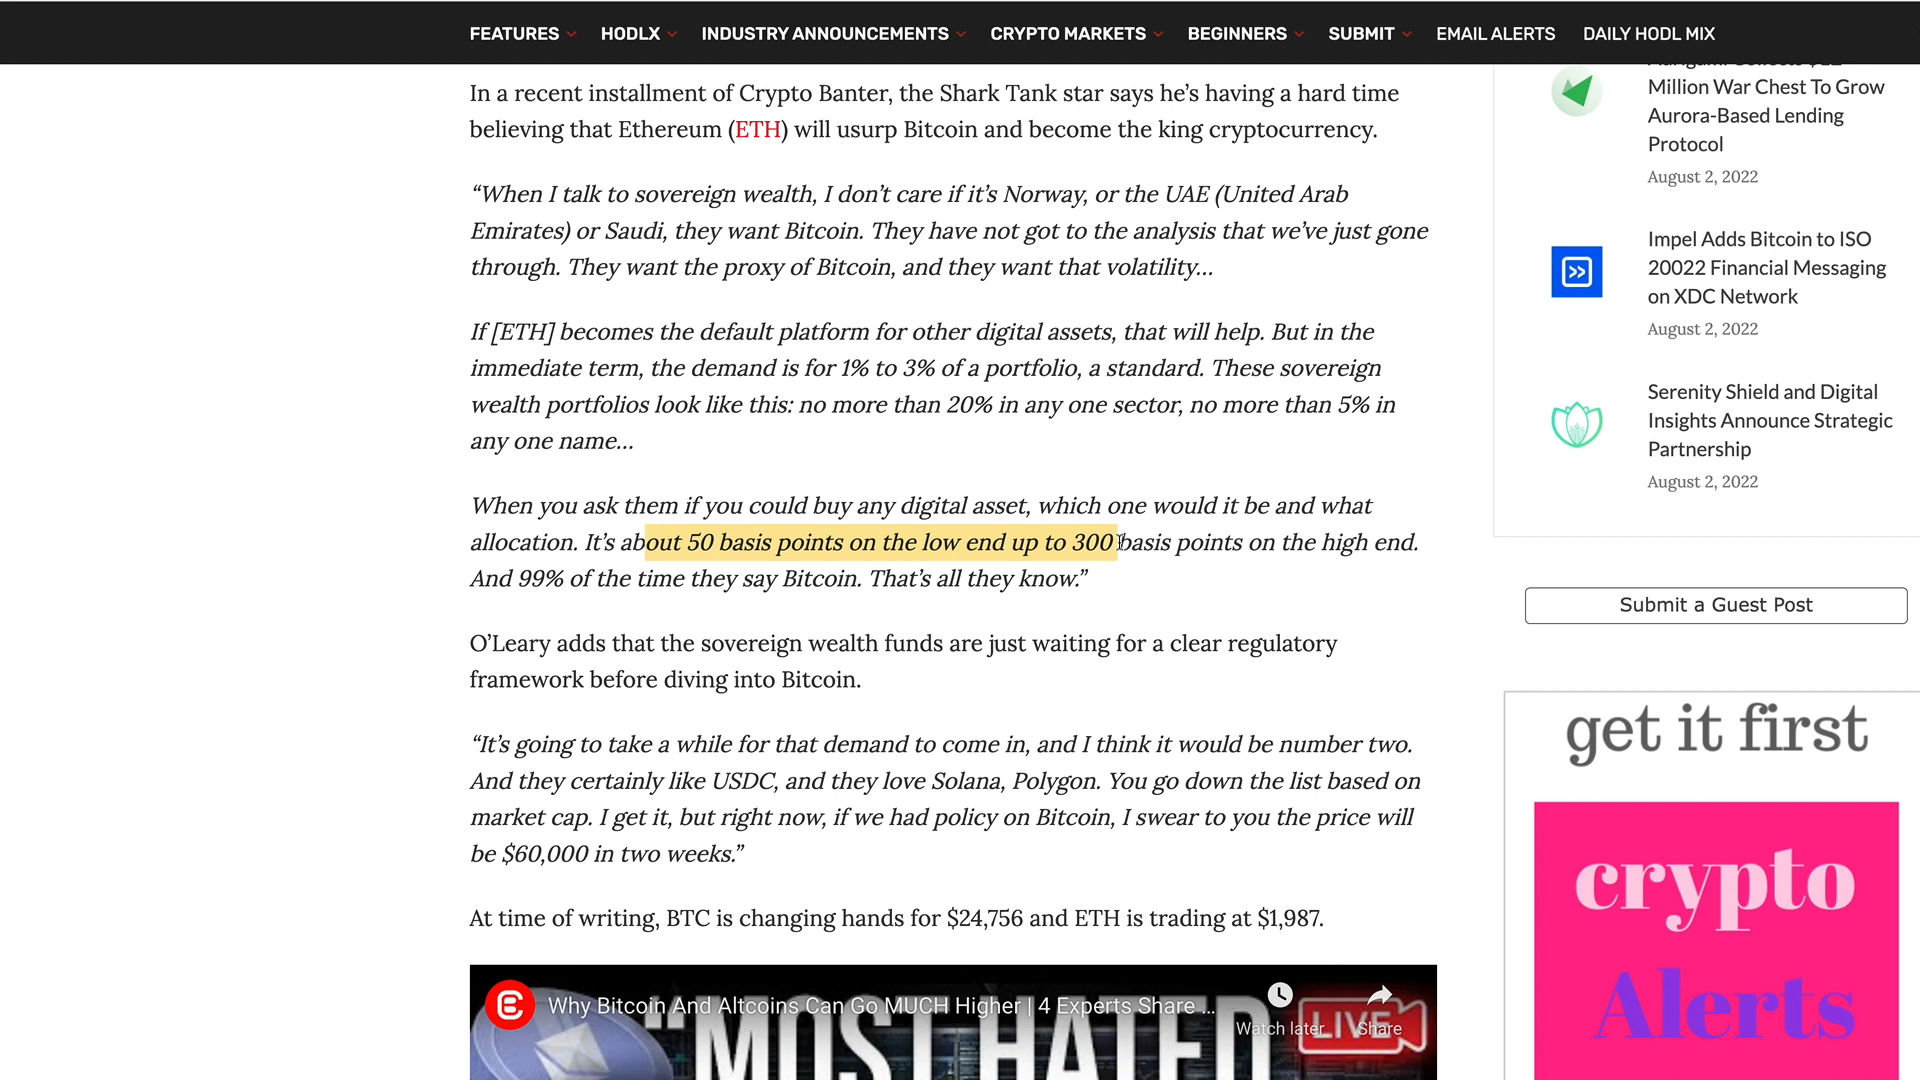 FEATURES HODLX INDUSTRY ANNOUNCEMENTS CRYPTO MARKETS BEGINNERS SUBMIT EMAIL ALERTS DAILY HODL MIX
In a recent installment of Crypto Banter, the Shark Tank star says he’s having a hard time
believing that Ethereum (ETH) will usurp Bitcoin and become the king cryptocurrency.
“When I talk to sovereign wealth, I don’t care if it’s Norway, or the UAE (United Arab
Emirates) or Saudi, they want Bitcoin. They have not got to the analysis that we’ve just gone
through. They want the proxy of Bitcoin, and they want that volatility…
If [ETH] becomes the default platform for other digital assets, that will help. But in the
immediate term, the demand is for 1% to 3% of a portfolio, a standard. These sovereign
wealth portfolios look like this: no more than 20% in any one sector, no more than 5% in
any one name…
When you ask them if you could buy any digital asset, which one would it be and what
allocation. It’s about 50 basis points on the low end up to 300 basis points on the high end.
And 99% of the time they say Bitcoin. That’s all they know.”
O’Leary adds that the sovereign wealth funds are just waiting for a clear regulatory
framework before diving into Bitcoin.
“It’s going to take a while for that demand to come in, and I think it would be number two.
And they certainly like USDC, and they love Solana, Polygon. You go down the list based on
market cap. I get it, but right now, if we had policy on Bitcoin, I swear to you the price will
be $60,000 in two weeks.”
At time of writing, BTC is changing hands for $24,756 and ETH is trading at $1,987.
Why Bitcoin And Altcoins Can Go MUCH Higher | 4 Experts Share ...
Watch later
Share
"MOST HATED
LIVE
Million War Chest To Grow
Aurora-Based Lending
Protocol
August 2, 2022
Impel Adds Bitcoin to ISO
20022 Financial Messaging
on XDC Network
August 2, 2022
Serenity Shield and Digital
Insights Announce Strategic
Partnership
August 2, 2022
Submit a Guest Post
get it first
crypto
Alerts